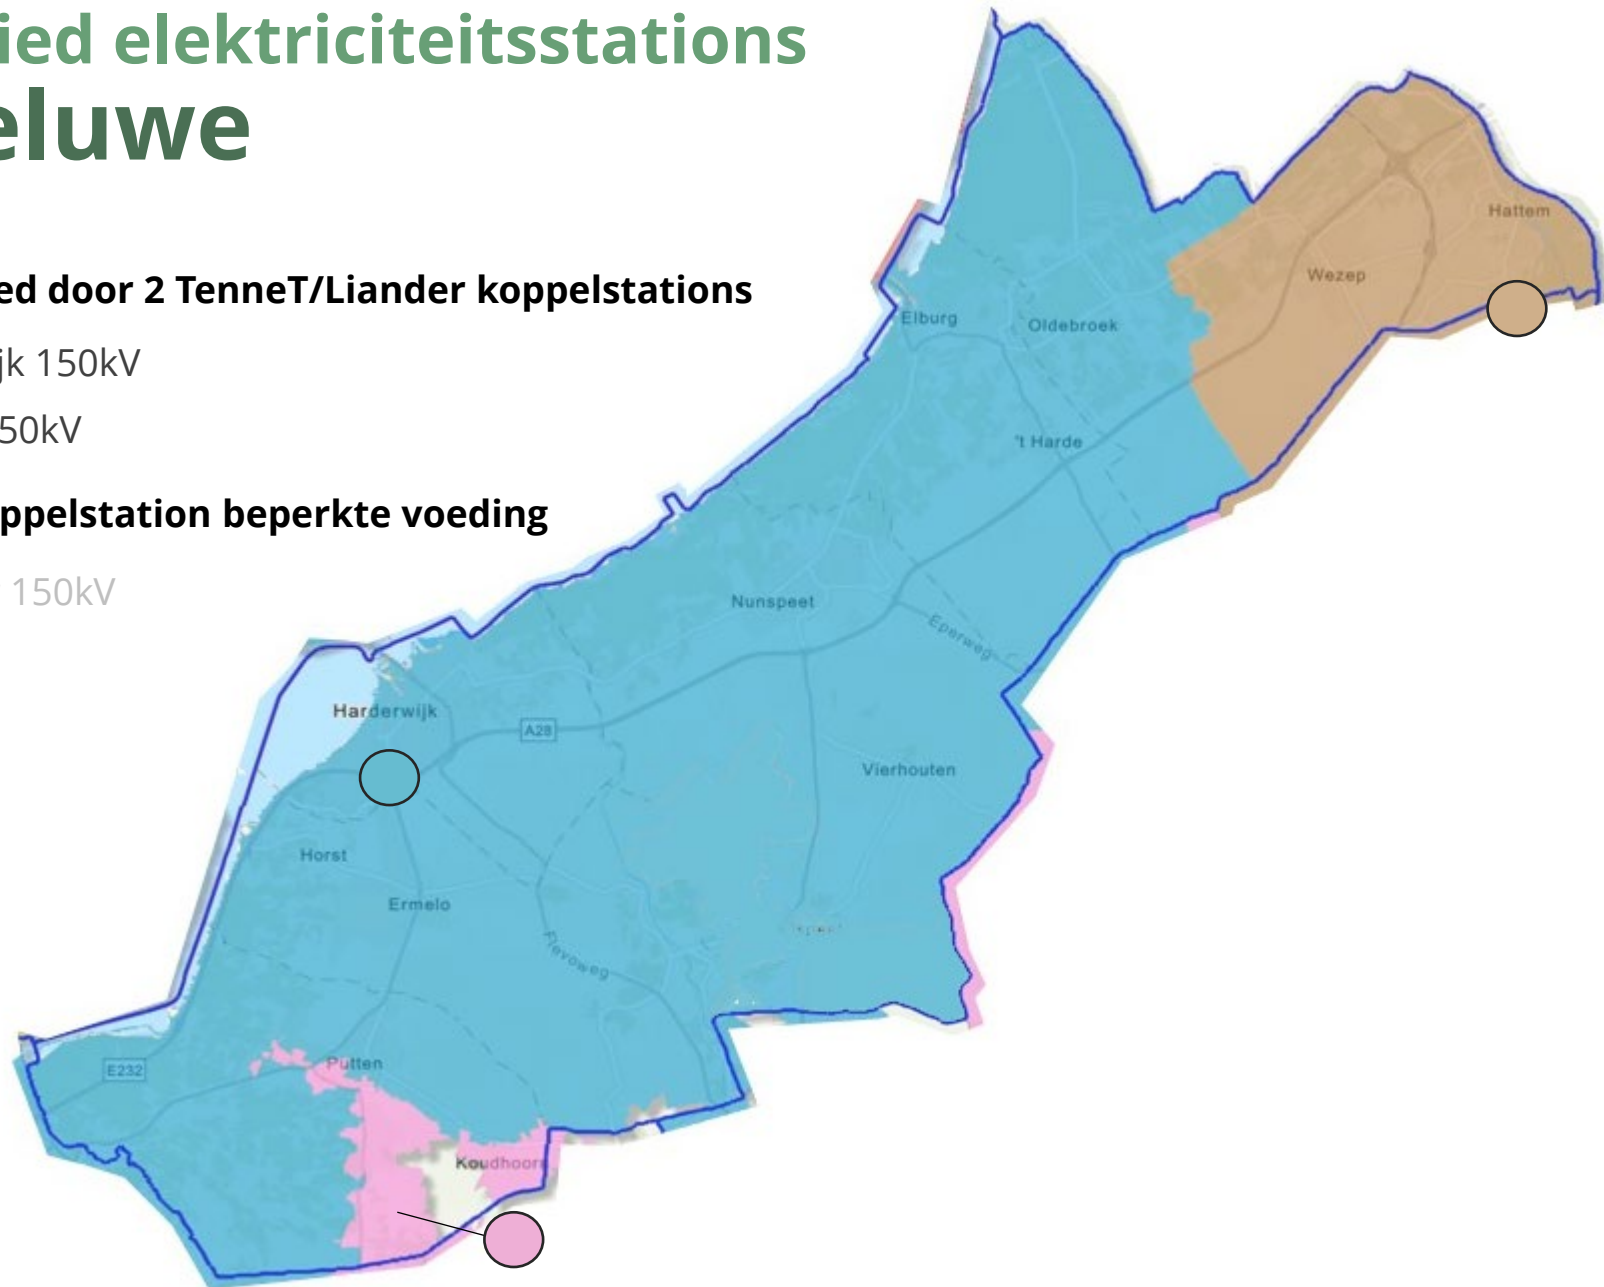 ied elektriciteitsstations
eluwe
ed door 2 TenneT/Liander koppelstations
jk 150kV
50kV
ppelstation beperkte voeding
150kV
Hattem
Wezep
Elburg
Oldebroek
't Harde
Nunspeet
Eperweg
Harderwijk
A28
Vierhouten
Horst
Ermelo
Flevoweg
E232
Putten
Koudhoorn